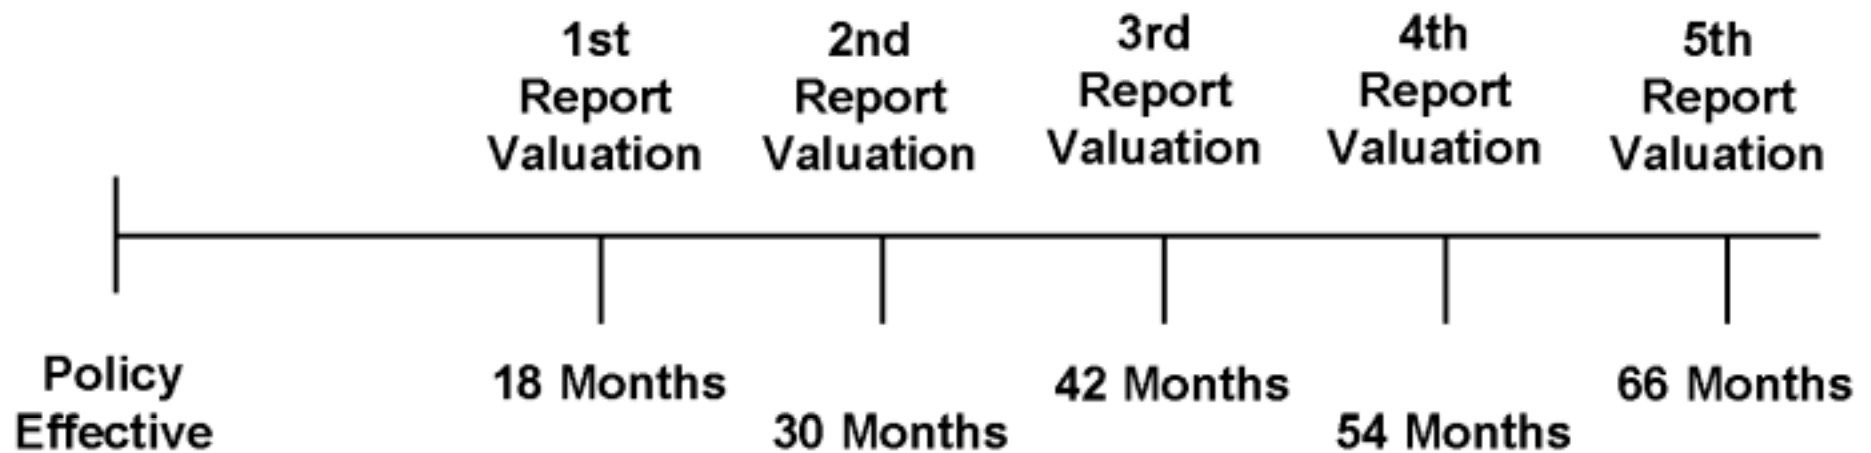 1st
Report
Valuation
2nd
Report
Valuation
3rd
Report
Valuation
4th
Report
Valuation
5th
Report
Valuation
Policy
Effective
18 Months
30 Months
42 Months
54 Months
66 Months